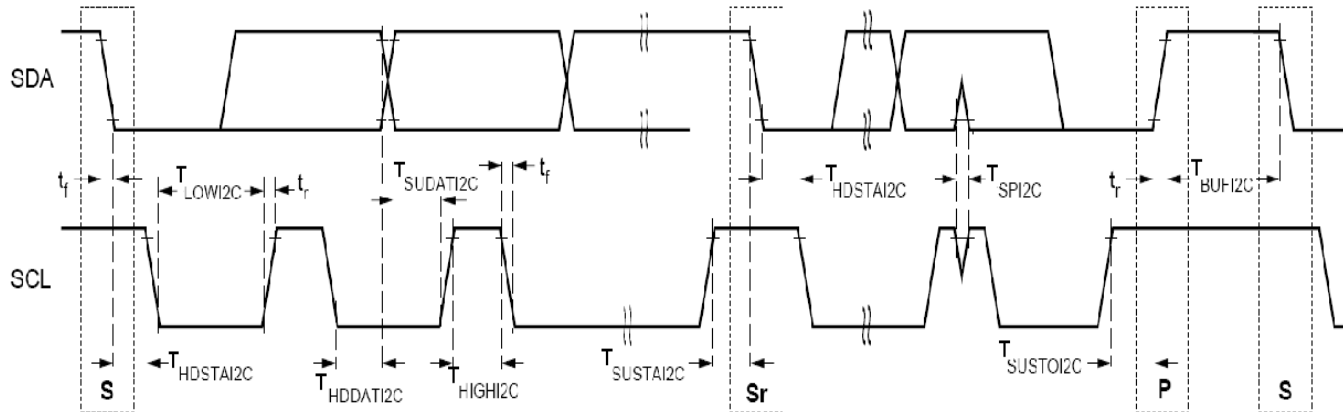 SDA
t_f
T_LOWI2C
t_r
T_SUDATI2C
t_f
T_HDSTAI2C
T_SPI2C
t_r
T_BUFI2C
SCL
S
T_HDSTAI2C
T_HDDATI2C
T_HIGHI2C
T_SUSTAI2C
Sr
T_SUSTOI2C
P
S